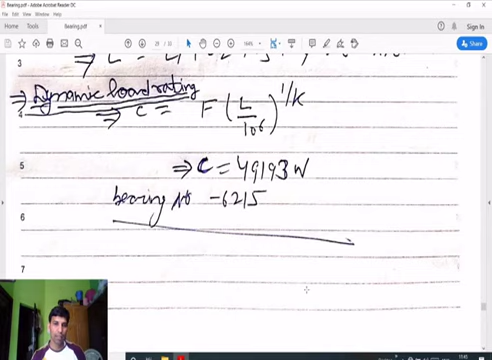 Bearing.pdf - Adobe Acrobat Reader DC
File Edit View Sign Window Help
Home Tools Bearing.pdf ×
Share
3
⇒ Dynamic load rating
4 ⇒ C = F (L/10⁶)^1/K
5 ⇒ C = 49193 N
bearing No - 6215
6
7